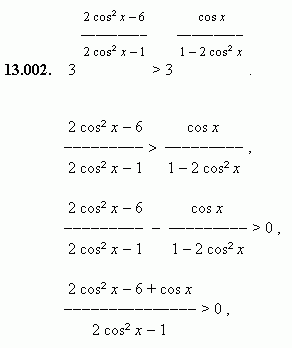 2 cos² x – 6 cos x
2 cos² x – 1 1 – 2 cos² x
13.002. 3 > 3 .
2 cos² x – 6 cos x
> ,
2 cos² x – 1 1 – 2 cos² x
2 cos² x – 6 cos x
– > 0 ,
2 cos² x – 1 1 – 2 cos² x
2 cos² x – 6 + cos x
> 0 ,
2 cos² x – 1